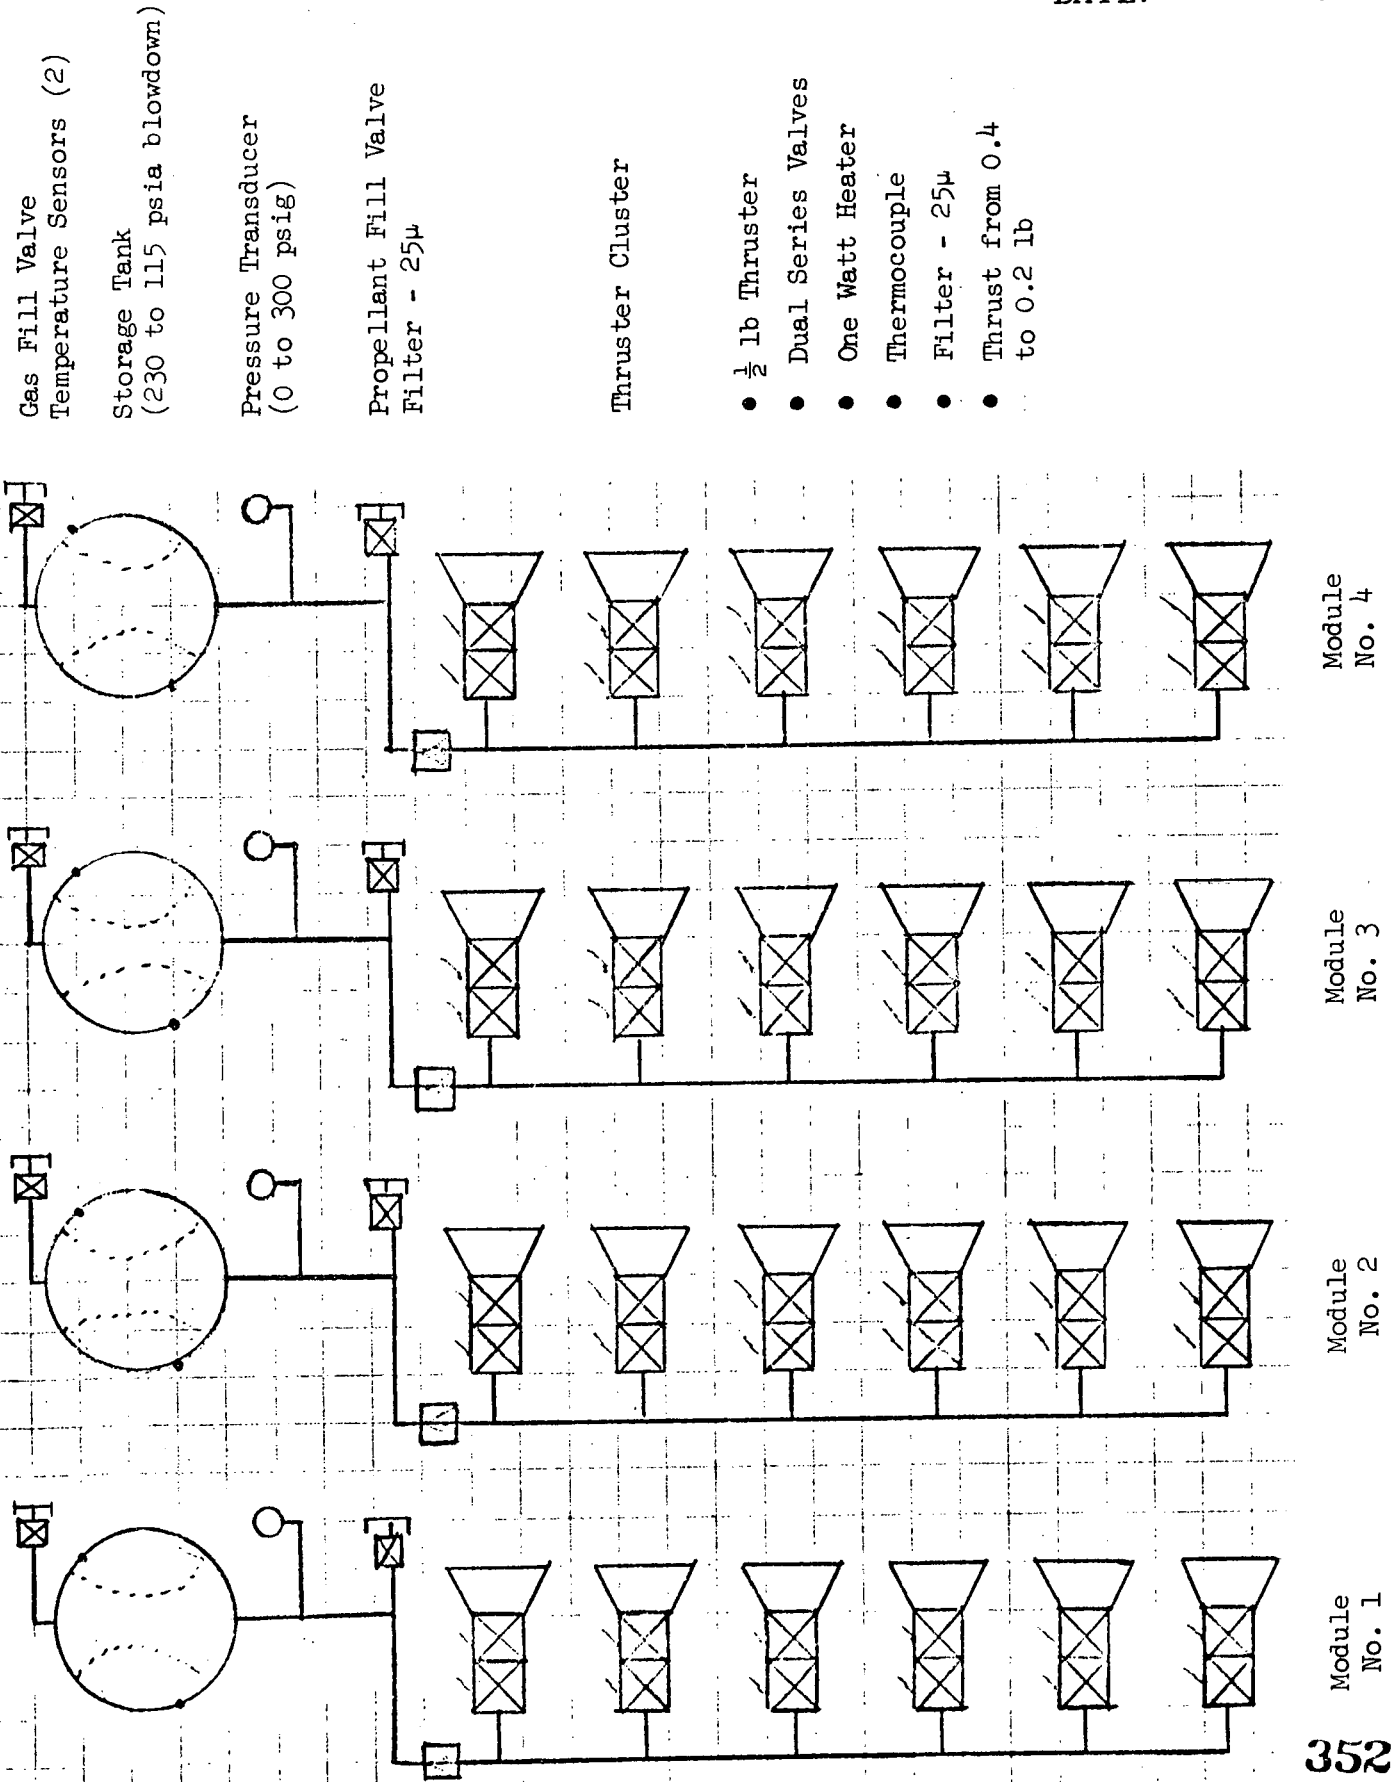 Gas Fill Valve
Temperature Sensors (2)
Storage Tank
(230 to 115 psia blowdown)
Pressure Transducer
(0 to 300 psig)
Propellant Fill Valve
Filter - 25μ
Thruster Cluster
● ½ lb Thruster
● Dual Series Valves
● One Watt Heater
● Thermocouple
● Filter - 25μ
● Thrust from 0.4
to 0.2 lb
Module
No. 1
Module
No. 2
Module
No. 3
Module
No. 4
352